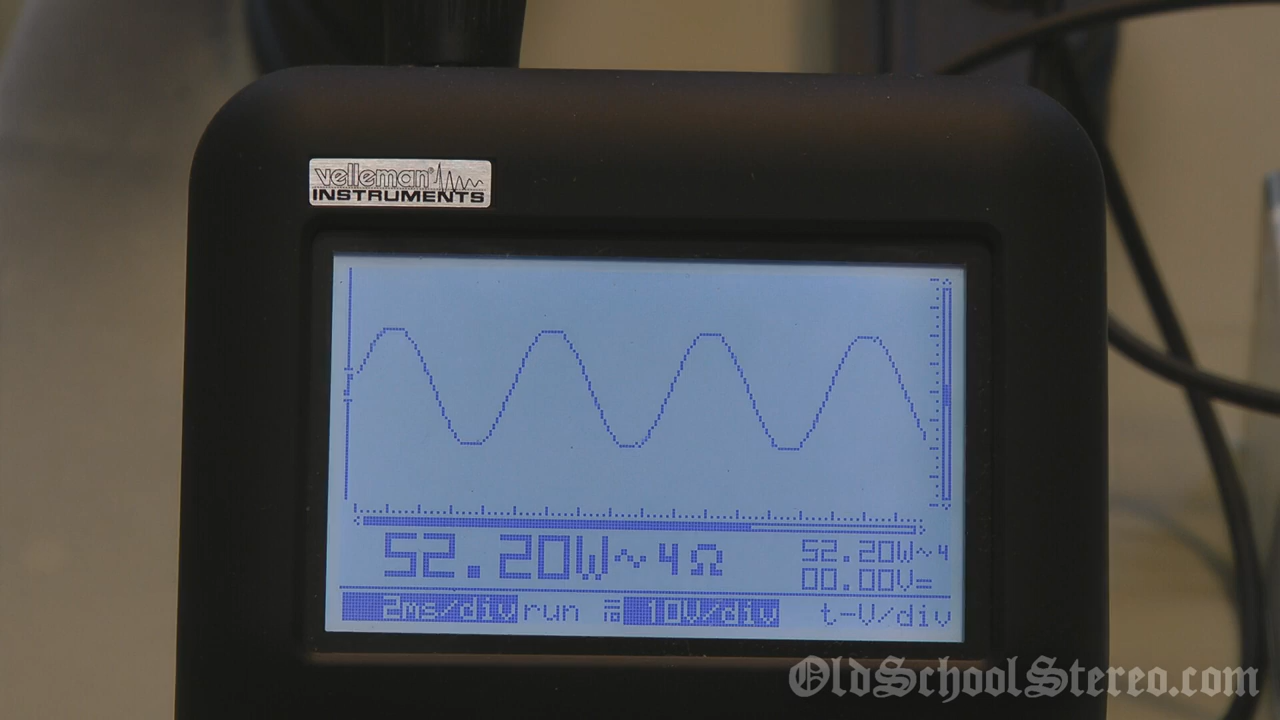 velleman®
INSTRUMENTS
52.20W~4Ω
52.20W~4
00.00V=
2ms/div run 10V/div t-V/div
OldSchoolStereo.com